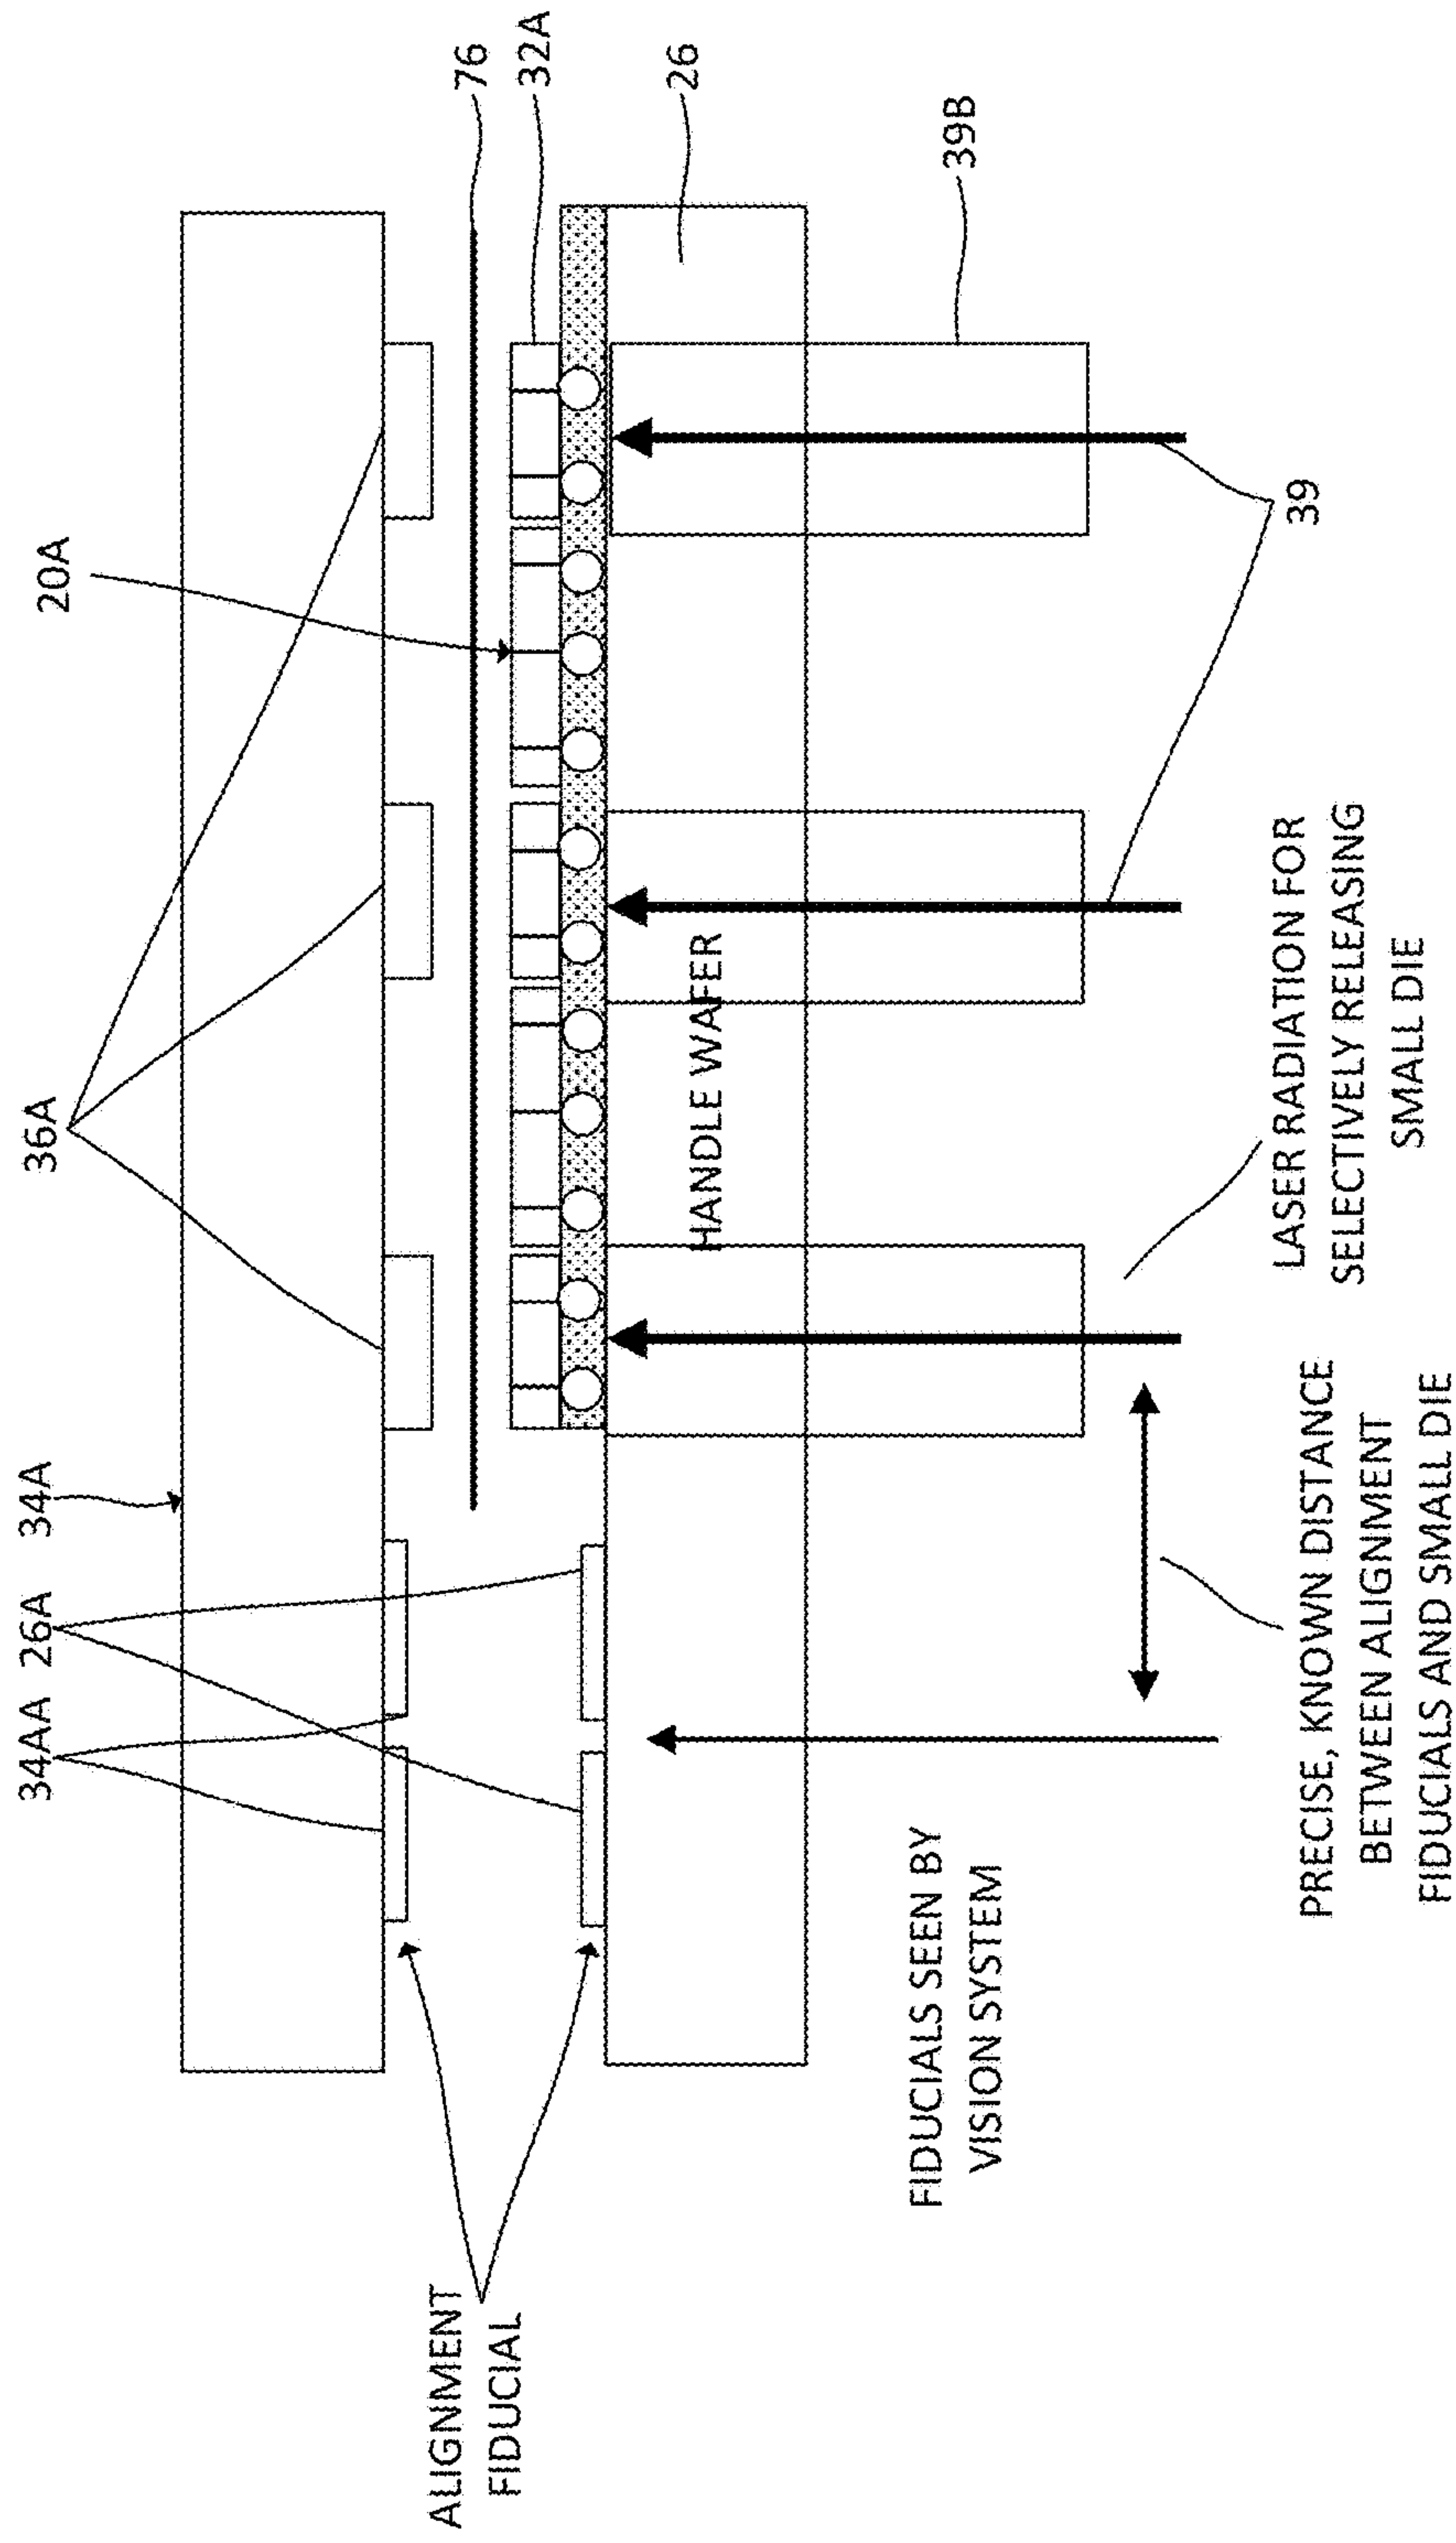 34AA
26A
34A
36A
20A
76
32A
26
39B
39
ALIGNMENT
FIDUCIAL
HANDLE WAFER
FIDUCIALS SEEN BY
VISION SYSTEM
PRECISE, KNOWN DISTANCE
BETWEEN ALIGNMENT
FIDUCIALS AND SMALL DIE
LASER RADIATION FOR
SELECTIVELY RELEASING
SMALL DIE